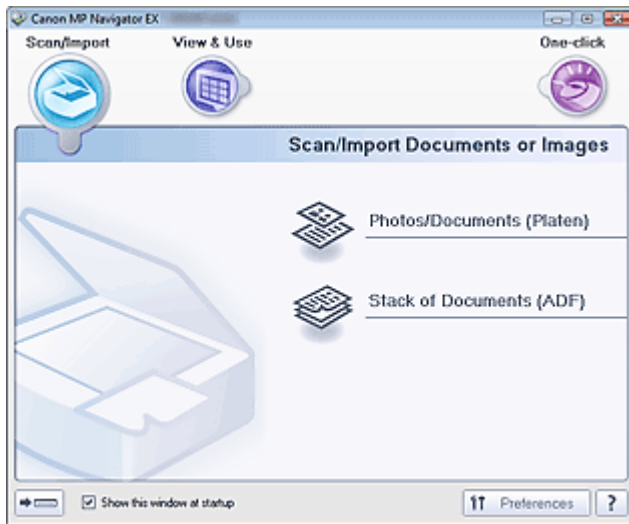 Canon MP Navigator EX
Scan/Import View & Use One-click
Scan/Import Documents or Images
Photos/Documents (Platen)
Stack of Documents (ADF)
Show this window at startup Preferences ?